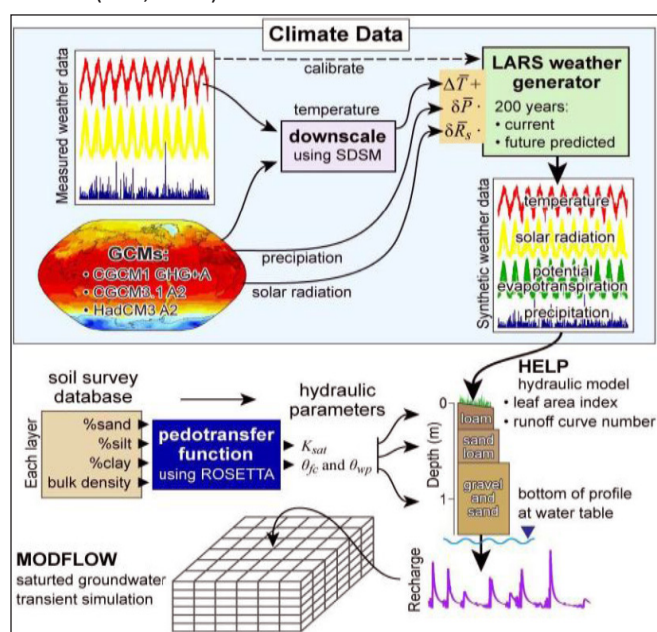 Climate Data
Measured weather data
calibrate
temperature
downscale
using SDSM
ΔT̅ +
δP̅ ·
δR̅s ·
LARS weather
generator
200 years:
• current
• future predicted
GCMs:
• CGCM1 GHG+A
• CGCM3.1 A2
• HadCM3 A2
precipiation
solar radiation
Synthetic weather data
temperature
solar radiation
potential
evapotranspiration
precipitation
soil survey
database
Each layer
%sand
%silt
%clay
bulk density
pedotransfer
function
using ROSETTA
hydraulic
parameters
Ksat
θfc and θwp
HELP
hydraulic model
• leaf area index
• runoff curve number
Depth (m)
0
1
loam
sand
loam
gravel
and
sand
bottom of profile
at water table
MODFLOW
saturted groundwater
transient simulation
Recharge